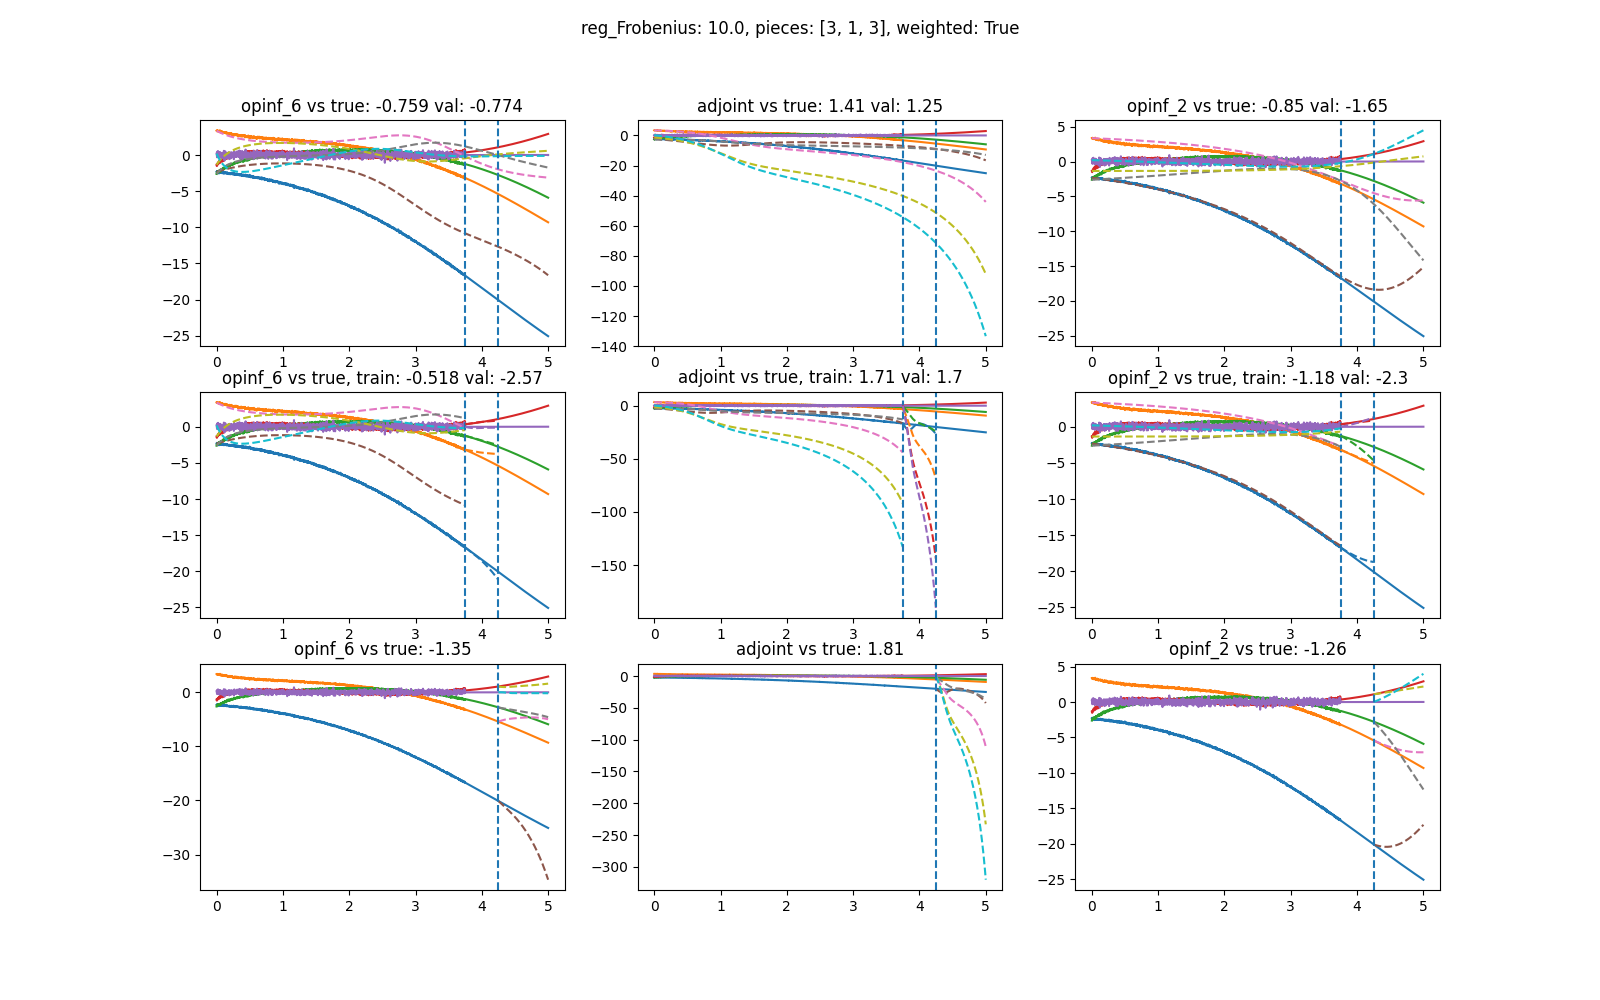 reg_Frobenius: 10.0, pieces: [3, 1, 3], weighted: True
opinf_6 vs true: -0.759 val: -0.774
0
−5
−10
−15
−20
−25
0 1 2 3 4 5
adjoint vs true: 1.41 val: 1.25
0
−20
−40
−60
−80
−100
−120
−140
0 1 2 3 4 5
opinf_2 vs true: -0.85 val: -1.65
5
0
−5
−10
−15
−20
−25
0 1 2 3 4 5
opinf_6 vs true, train: -0.518 val: -2.57
0
−5
−10
−15
−20
−25
0 1 2 3 4 5
adjoint vs true, train: 1.71 val: 1.7
0
−50
−100
−150
0 1 2 3 4 5
opinf_2 vs true, train: -1.18 val: -2.3
0
−5
−10
−15
−20
−25
0 1 2 3 4 5
opinf_6 vs true: -1.35
0
−10
−20
−30
0 1 2 3 4 5
adjoint vs true: 1.81
0
−50
−100
−150
−200
−250
−300
0 1 2 3 4 5
opinf_2 vs true: -1.26
5
0
−5
−10
−15
−20
−25
0 1 2 3 4 5